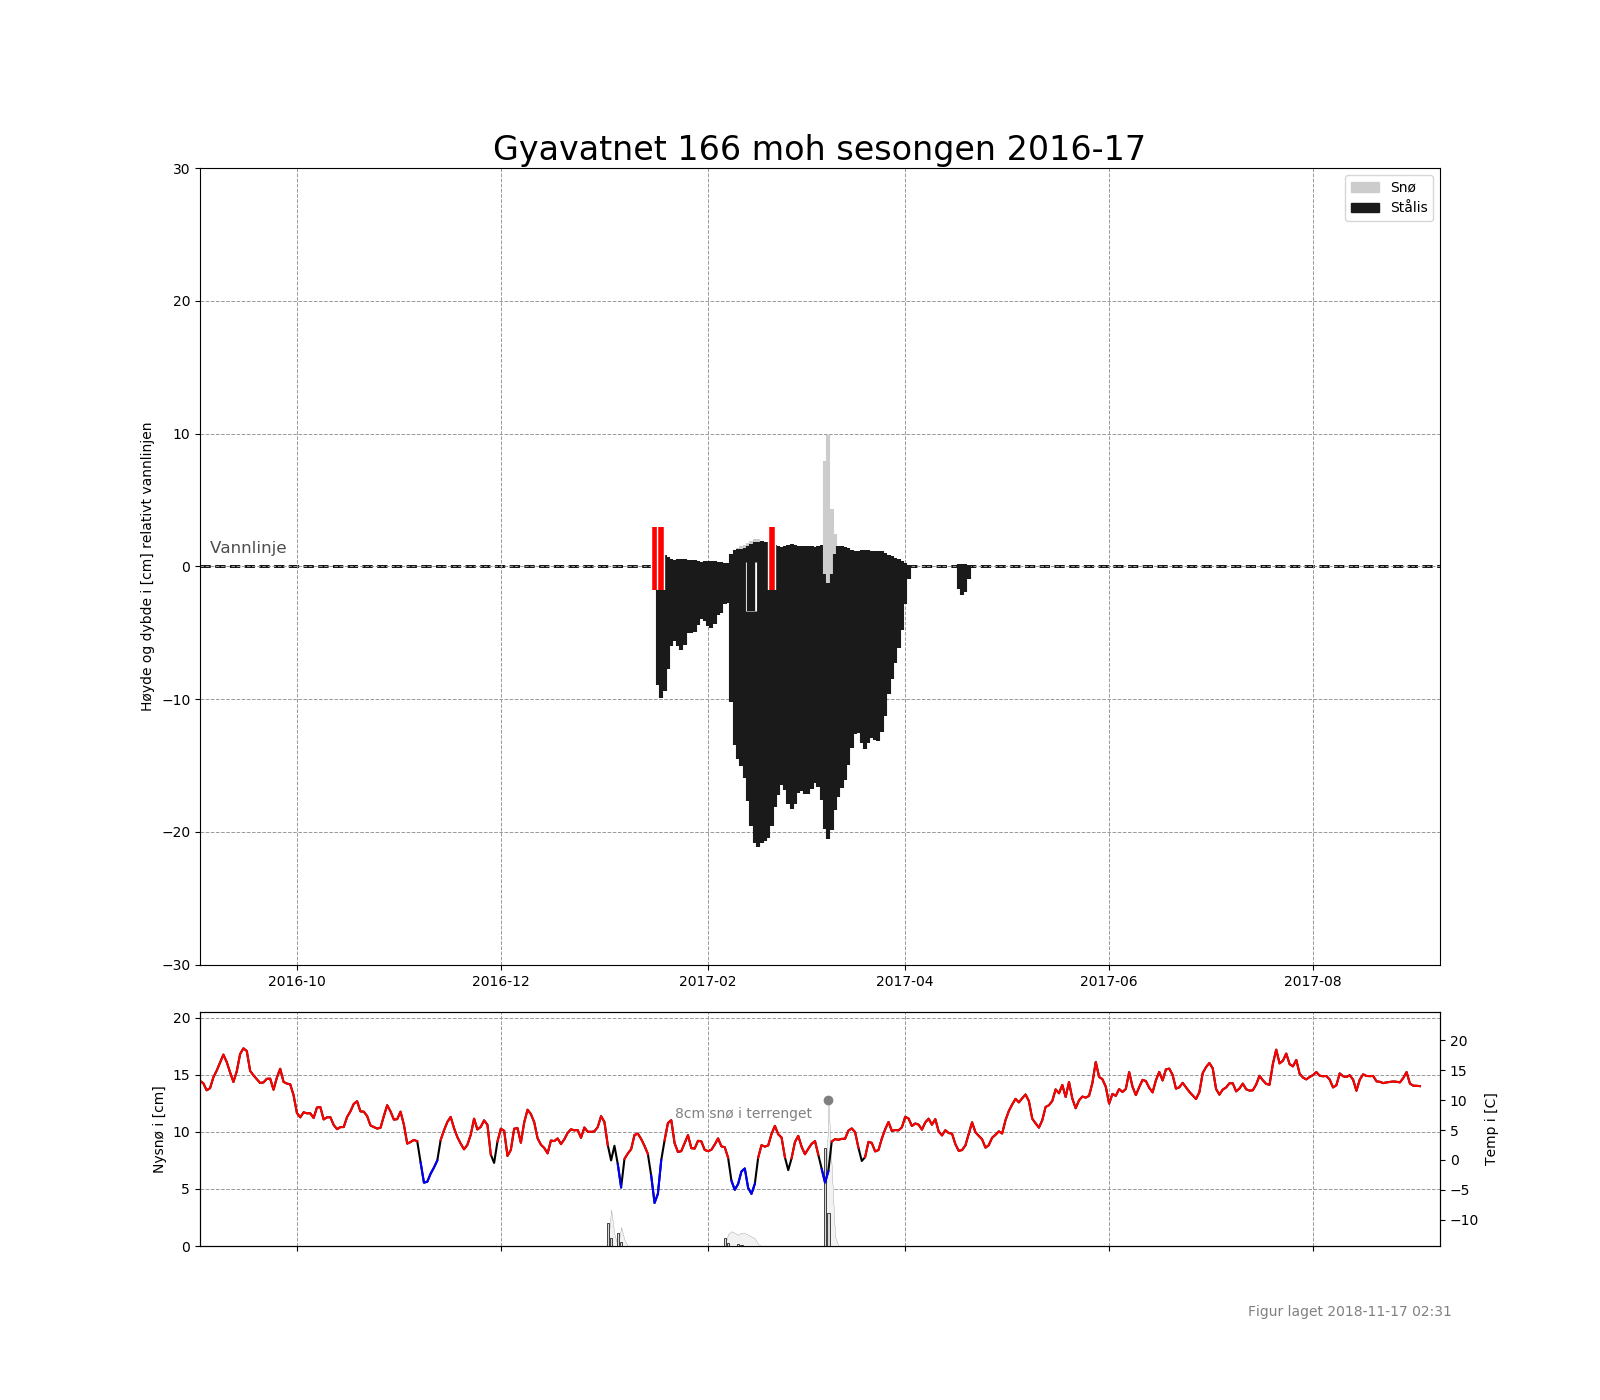 Gyavatnet 166 moh sesongen 2016-17
30
20
10
0
−10
−20
−30
Høyde og dybde i [cm] relativt vannlinjen
Snø
Stålis
Vannlinje
2016-10
2016-12
2017-02
2017-04
2017-06
2017-08
20
15
10
5
0
Nysnø i [cm]
8cm snø i terrenget
20
15
10
5
0
−5
−10
Temp i [C]
Figur laget 2018-11-17 02:31